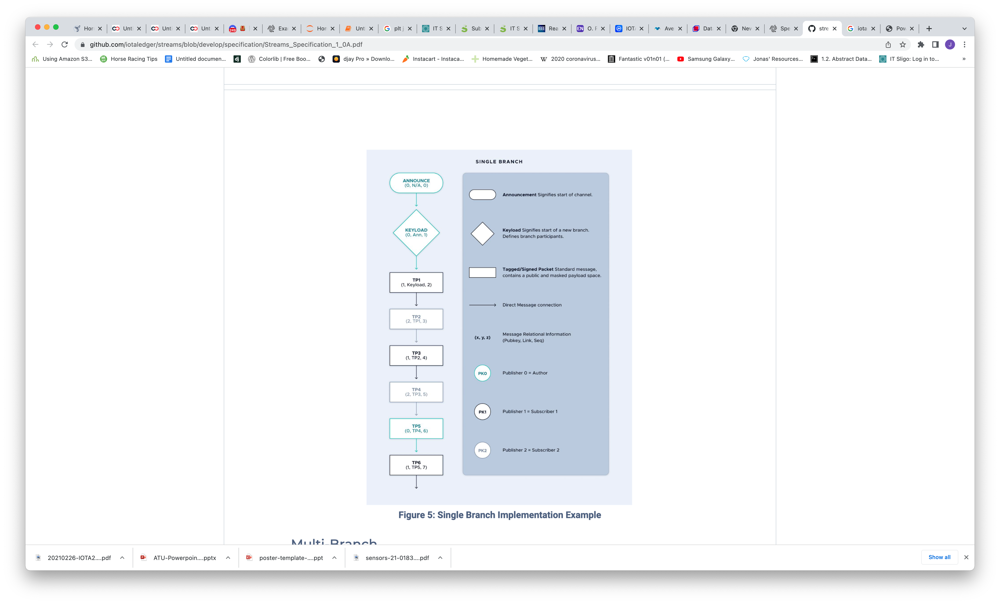 Hor
Unti
Unti
Unt
249
Exa
Hor
Unt
plt j
IT S
Sub
IT S
IEEE
Rea
EN
O. F
IOT
Ave
Dat
Nev
Spe
stre
iota
Pow
github.com/iotaledger/streams/blob/develop/specification/Streams_Specification_1_0A.pdf
J
Using Amazon S3...
Horse Racing Tips
Untitled documen...
dj
Colorlib | Free Boo...
djay Pro » Downlo...
Instacart - Instaca...
Homemade Veget...
W
2020 coronavirus...
Fantastic v01n01 (...
Samsung Galaxy...
Jonas' Resources...
1.2. Abstract Data...
IT Sligo: Log in to...
»
SINGLE BRANCH
ANNOUNCE
(0, N/A, 0)
KEYLOAD
(0, Ann, 1)
TP1
(1, Keyload, 2)
TP2
(2, TP1, 3)
TP3
(1, TP2, 4)
TP4
(2, TP3, 5)
TP5
(0, TP4, 6)
TP6
(1, TP5, 7)
Announcement Signifies start of channel.
Keyload Signifies start of a new branch.
Defines branch participants.
Tagged/Signed Packet Standard message,
contains a public and masked payload space.
Direct Message connection
(x, y, z)
Message Relational Information
(Pubkey, Link, Seq)
PK0
Publisher 0 = Author
PK1
Publisher 1 = Subscriber 1
PK2
Publisher 2 = Subscriber 2
Figure 5: Single Branch Implementation Example
Multi-Branch
20210226-IOTA2....pdf
ATU-Powerpoin....pptx
poster-template-....ppt
sensors-21-0183....pdf
Show all